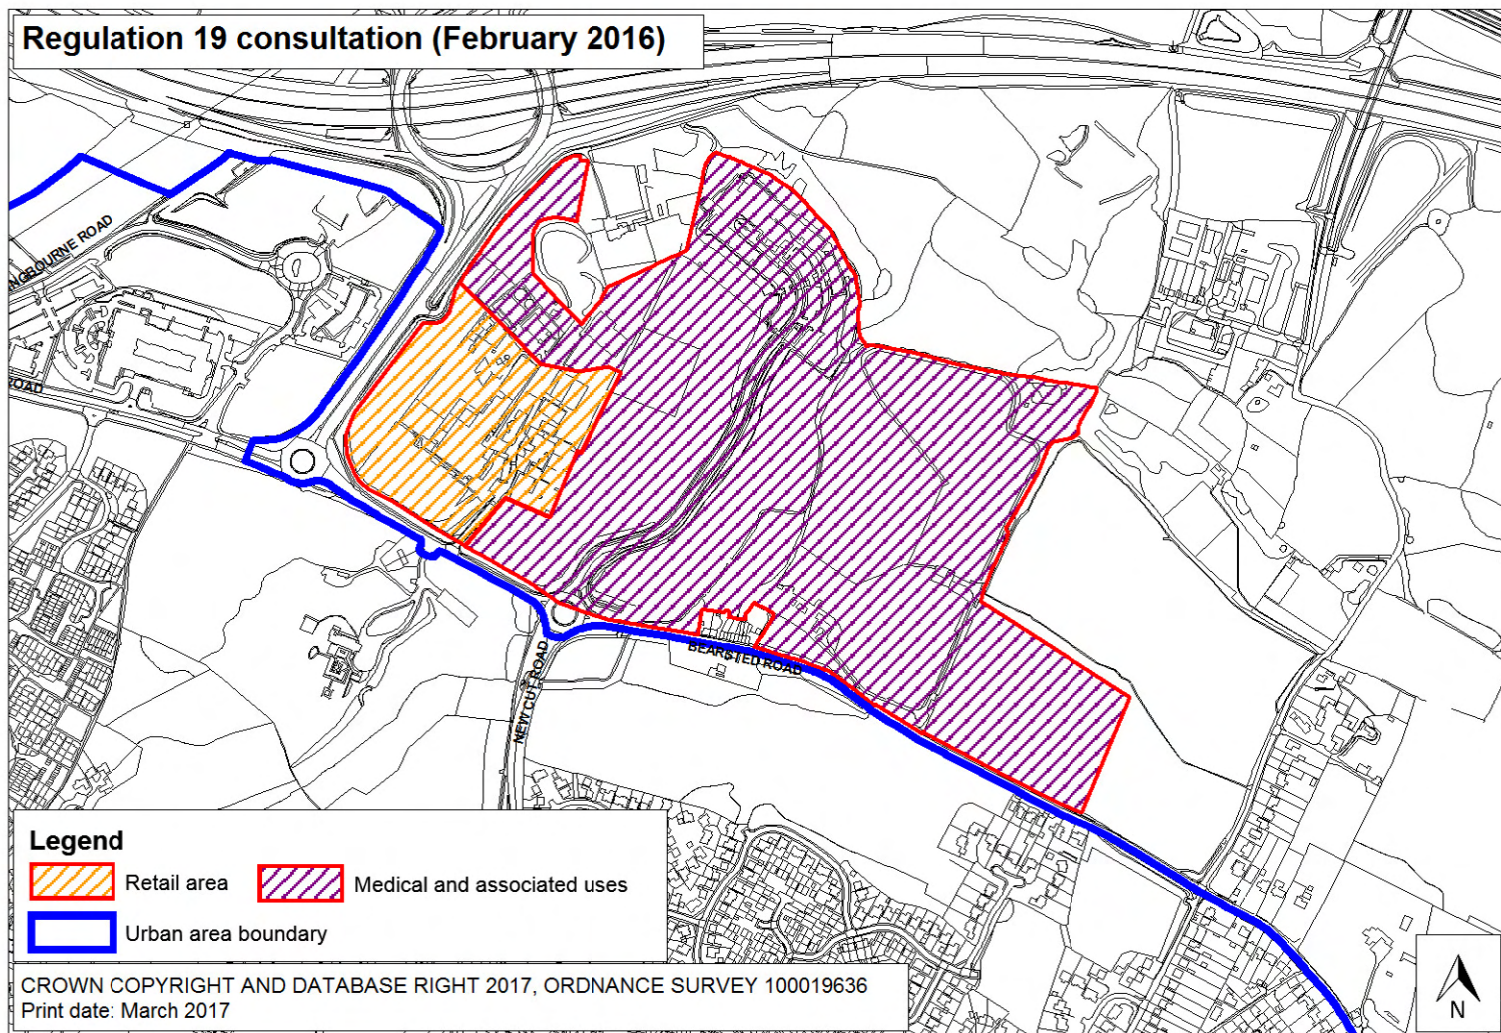 Regulation 19 consultation (February 2016)
NGBOURNE ROAD
ROAD
BEARSTED ROAD
NEW CUT ROAD
Legend
Retail area
Medical and associated uses
Urban area boundary
CROWN COPYRIGHT AND DATABASE RIGHT 2017, ORDNANCE SURVEY 100019636
Print date: March 2017
N